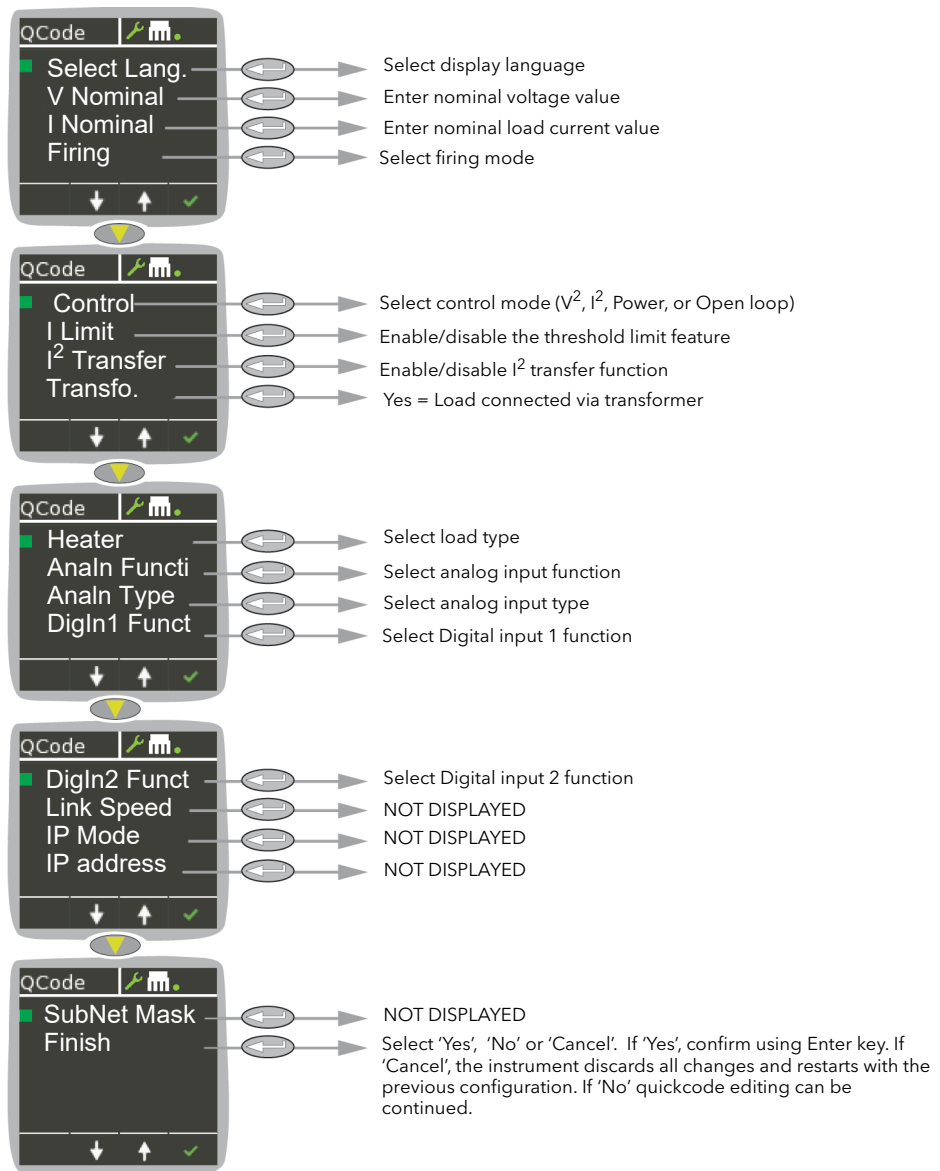 QCode
Select Lang.
Select display language
V Nominal
Enter nominal voltage value
I Nominal
Enter nominal load current value
Firing
Select firing mode
QCode
Control
Select control mode (V², I², Power, or Open loop)
I Limit
Enable/disable the threshold limit feature
I² Transfer
Enable/disable I² transfer function
Transfo.
Yes = Load connected via transformer
QCode
Heater
Select load type
AnaIn Functi
Select analog input function
AnaIn Type
Select analog input type
DigIn1 Funct
Select Digital input 1 function
QCode
DigIn2 Funct
Select Digital input 2 function
Link Speed
NOT DISPLAYED
IP Mode
NOT DISPLAYED
IP address
NOT DISPLAYED
QCode
SubNet Mask
NOT DISPLAYED
Finish
Select ‘Yes’, ‘No’ or ‘Cancel’. If ‘Yes’, confirm using Enter key. If
‘Cancel’, the instrument discards all changes and restarts with the
previous configuration. If ‘No’ quickcode editing can be
continued.